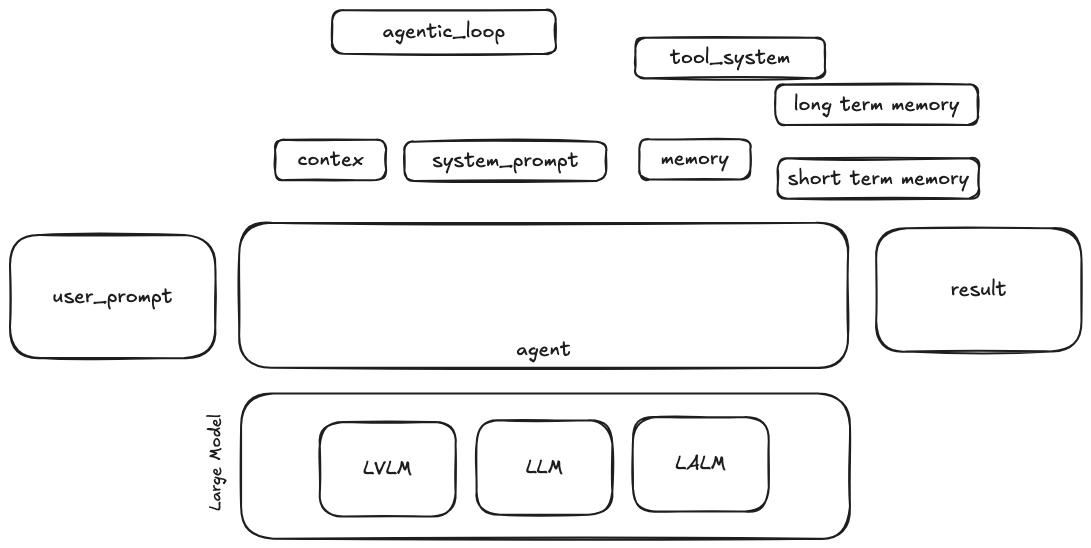 agentic_loop
tool_system
long term memory
contex
system_prompt
memory
short term memory
user_prompt
result
agent
Large Model
LVLM
LLM
LALM